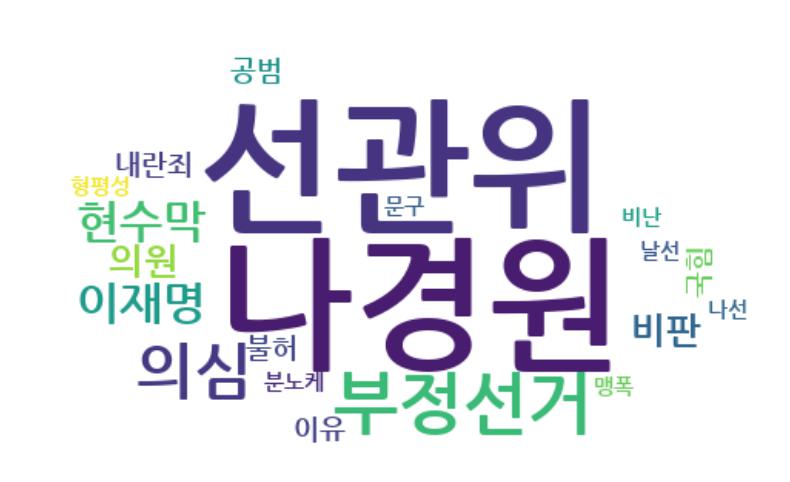 공범
선관위
내란죄
형평성
현수막
문구
비난
의원
날선
국힘
나경원
이재명
나선
비판
의심
불허
분노케
부정선거
맹폭
이유